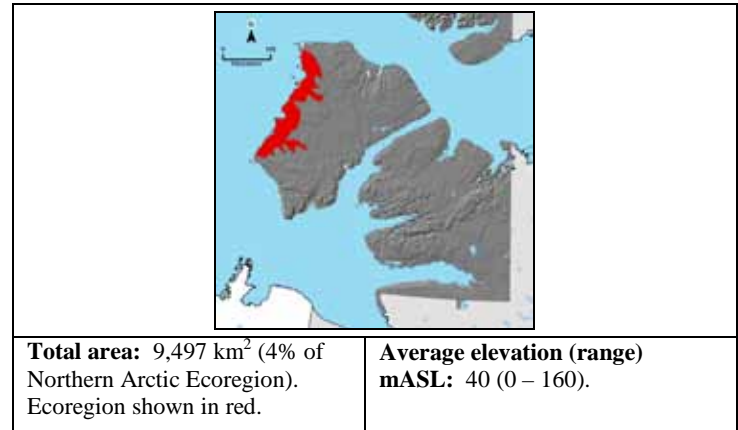 Total area: 9,497 km² (4% of
Northern Arctic Ecoregion).
Ecoregion shown in red.
Average elevation (range)
mASL: 40 (0 – 160).